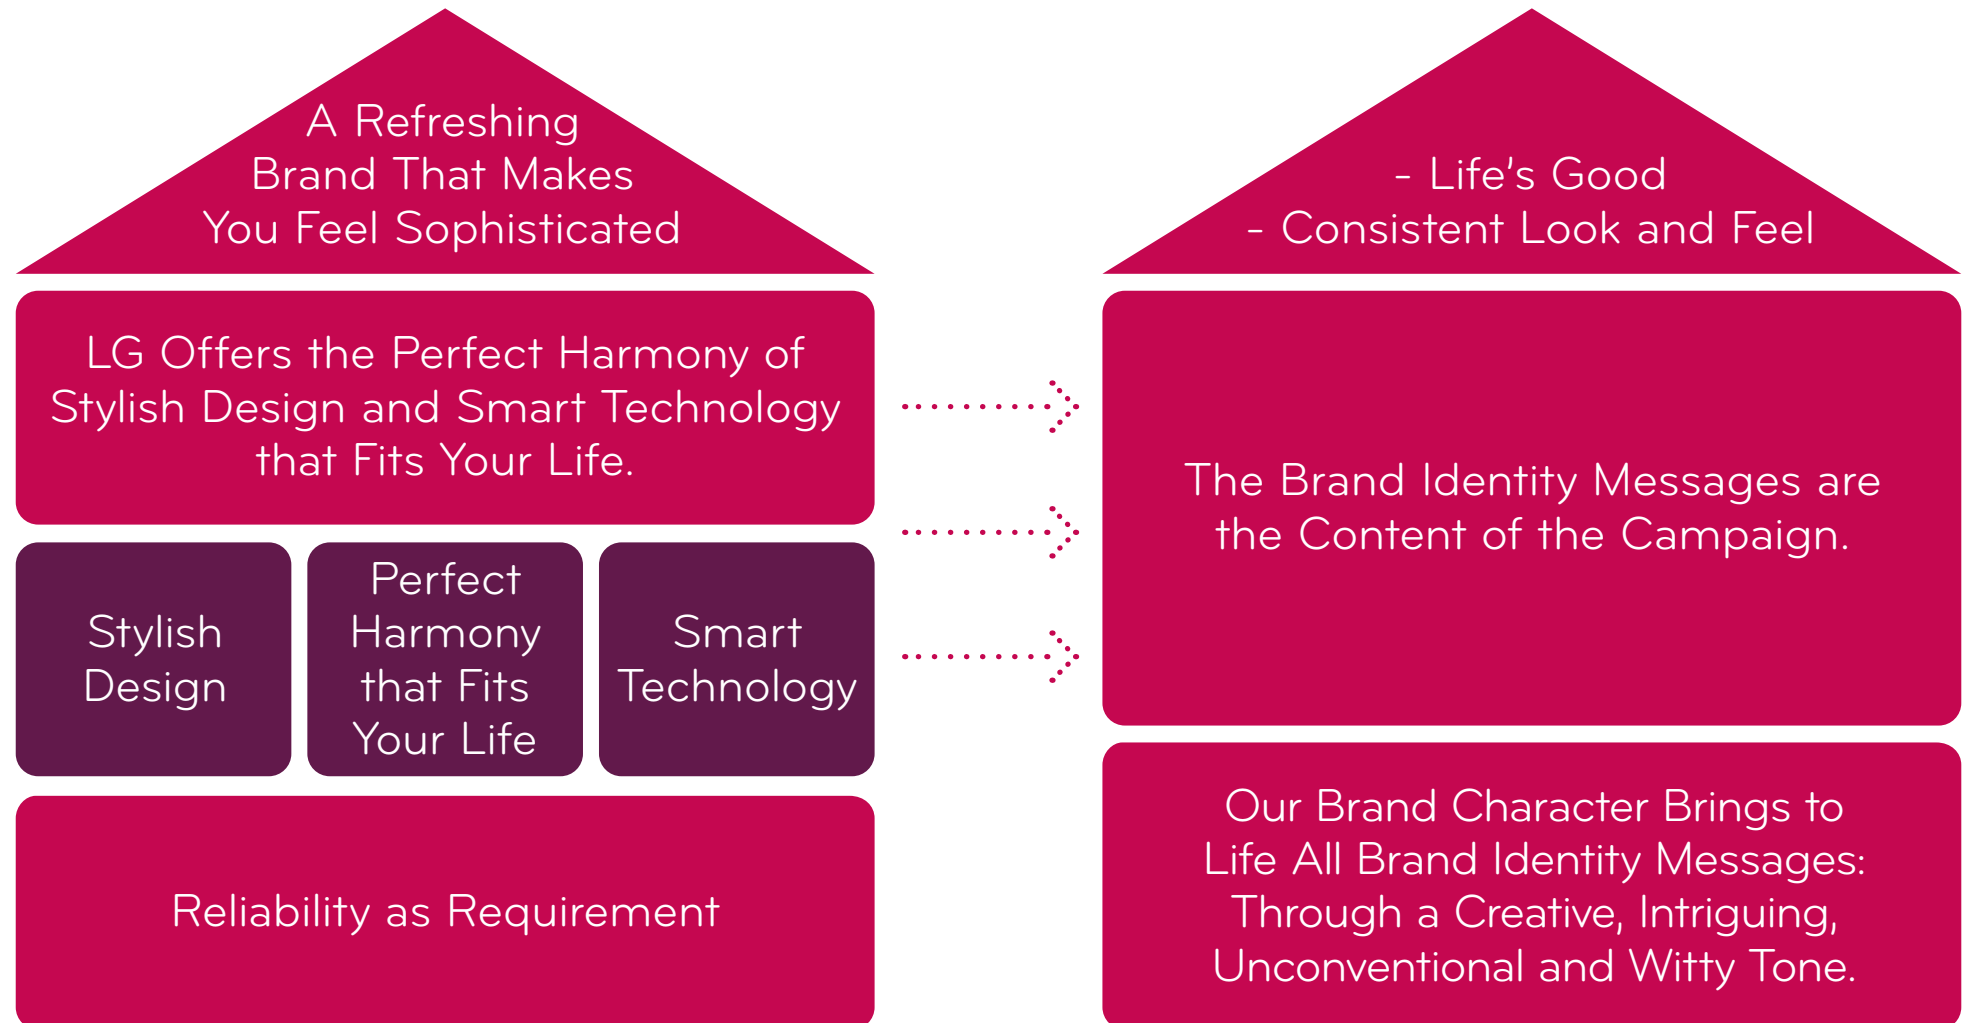 A Refreshing
Brand That Makes
You Feel Sophisticated
LG Offers the Perfect Harmony of
Stylish Design and Smart Technology
that Fits Your Life.
Stylish
Design
Perfect
Harmony
that Fits
Your Life
Smart
Technology
Reliability as Requirement
- Life's Good
- Consistent Look and Feel
The Brand Identity Messages are
the Content of the Campaign.
Our Brand Character Brings to
Life All Brand Identity Messages:
Through a Creative, Intriguing,
Unconventional and Witty Tone.